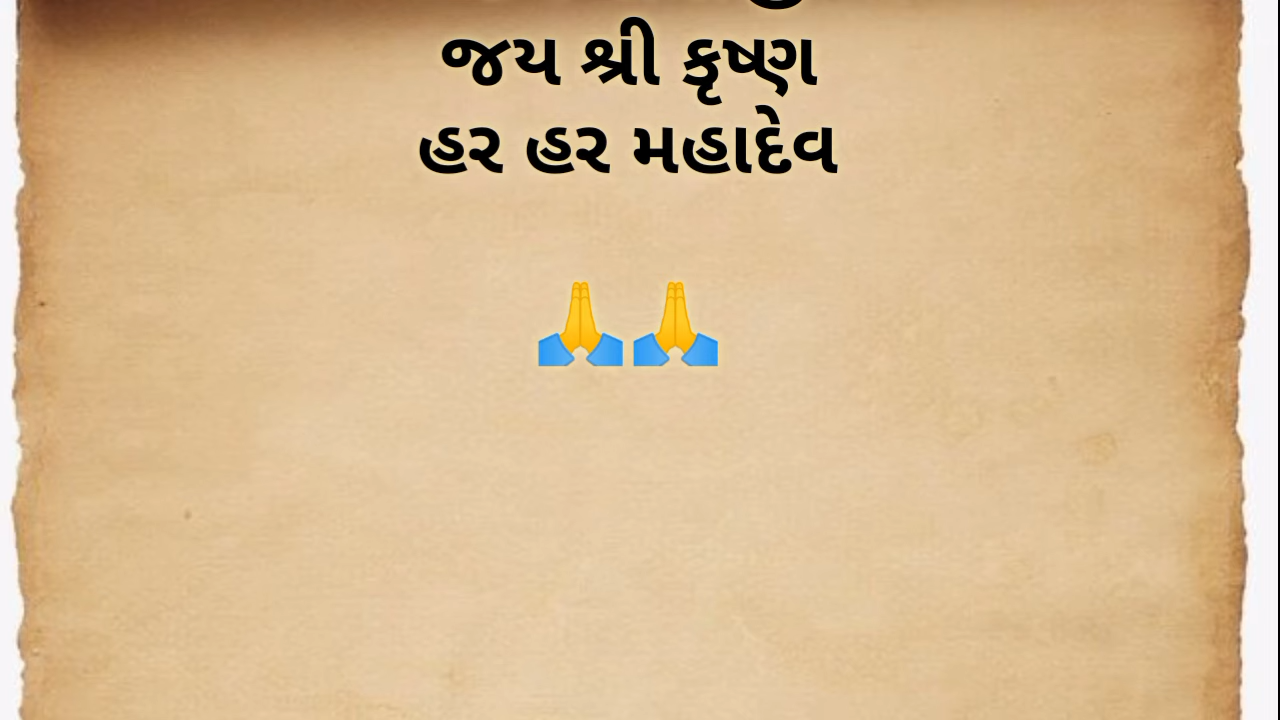 જય શ્રી કૃષ્ણ
હર હર મહાદેવ
🙏🙏